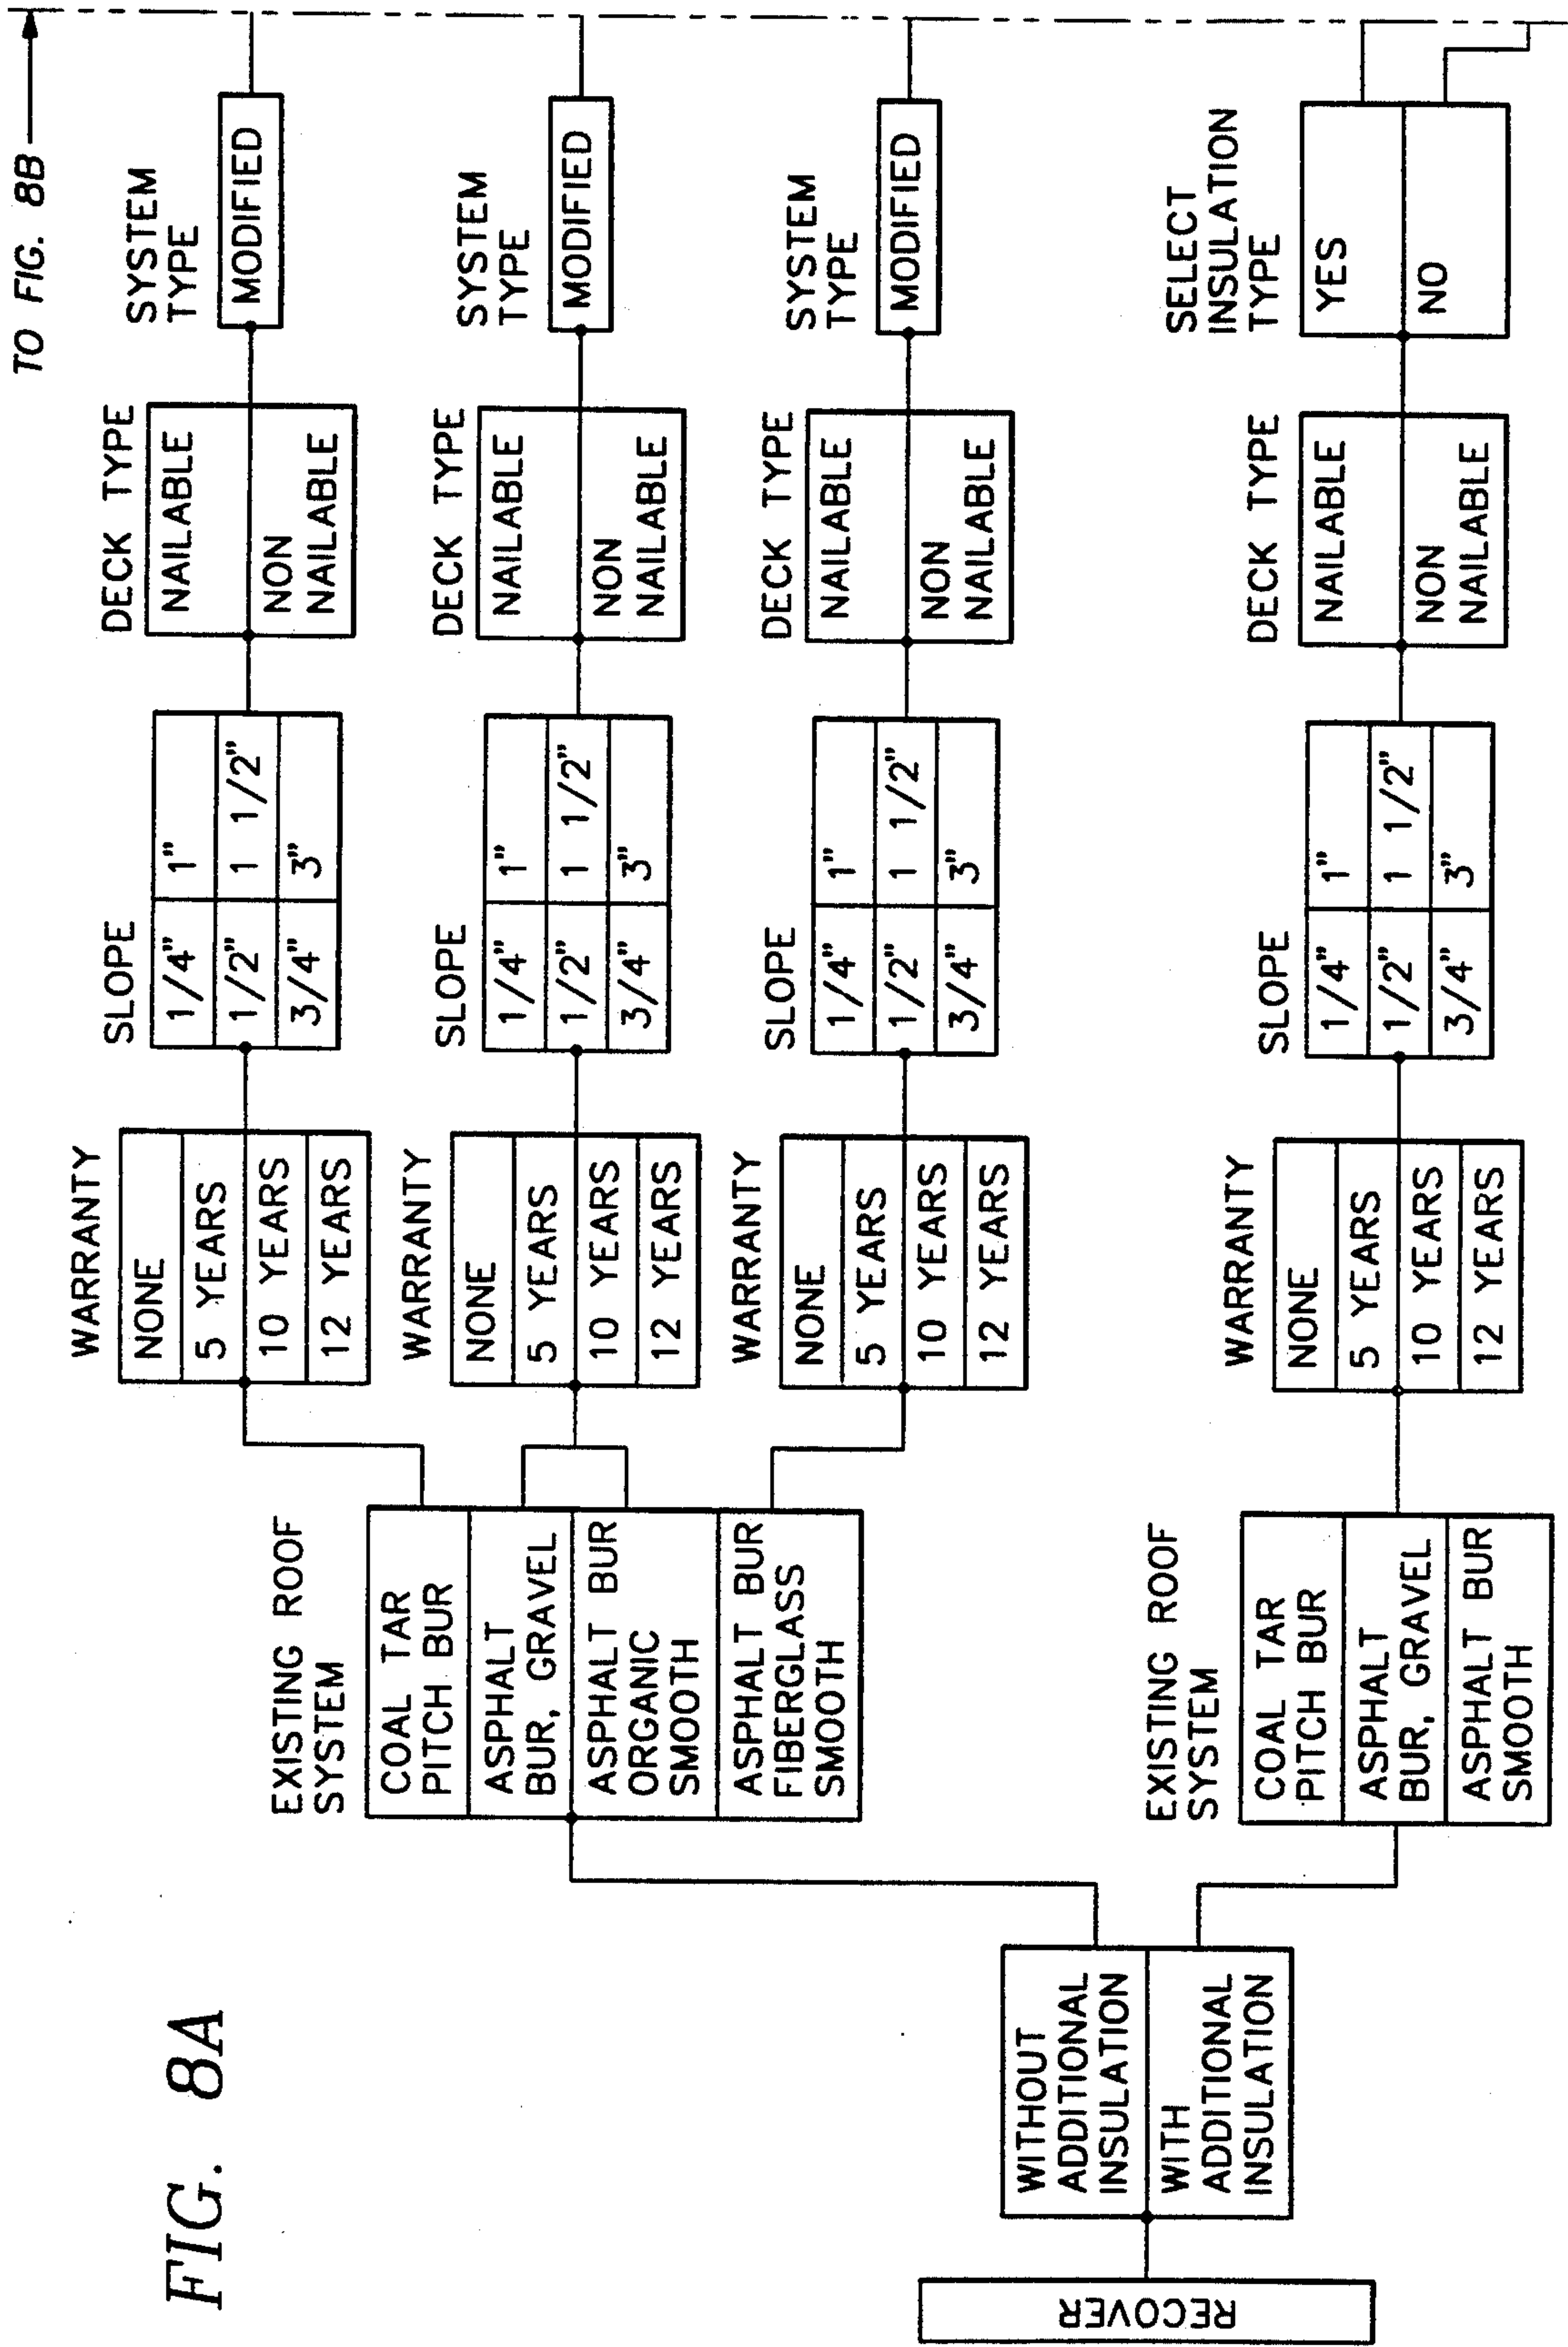 FIG. 8A
TO FIG. 8B
RECOVER
WITHOUT
ADDITIONAL
INSULATION
WITH
ADDITIONAL
INSULATION
EXISTING ROOF
SYSTEM
COAL TAR
PITCH BUR
ASPHALT
BUR, GRAVEL
ASPHALT BUR
ORGANIC
SMOOTH
ASPHALT BUR
FIBERGLASS
SMOOTH
WARRANTY
NONE
5 YEARS
10 YEARS
12 YEARS
SLOPE
1/4" 1"
1/2" 1 1/2"
3/4" 3"
DECK TYPE
NAILABLE
NON
NAILABLE
SYSTEM
TYPE
MODIFIED
WARRANTY
NONE
5 YEARS
10 YEARS
12 YEARS
SLOPE
1/4" 1"
1/2" 1 1/2"
3/4" 3"
DECK TYPE
NAILABLE
NON
NAILABLE
SYSTEM
TYPE
MODIFIED
WARRANTY
NONE
5 YEARS
10 YEARS
12 YEARS
SLOPE
1/4" 1"
1/2" 1 1/2"
3/4" 3"
DECK TYPE
NAILABLE
NON
NAILABLE
SYSTEM
TYPE
MODIFIED
EXISTING ROOF
SYSTEM
COAL TAR
PITCH BUR
ASPHALT
BUR, GRAVEL
ASPHALT BUR
SMOOTH
WARRANTY
NONE
5 YEARS
10 YEARS
12 YEARS
SLOPE
1/4" 1"
1/2" 1 1/2"
3/4" 3"
DECK TYPE
NAILABLE
NON
NAILABLE
SELECT
INSULATION
TYPE
YES
NO